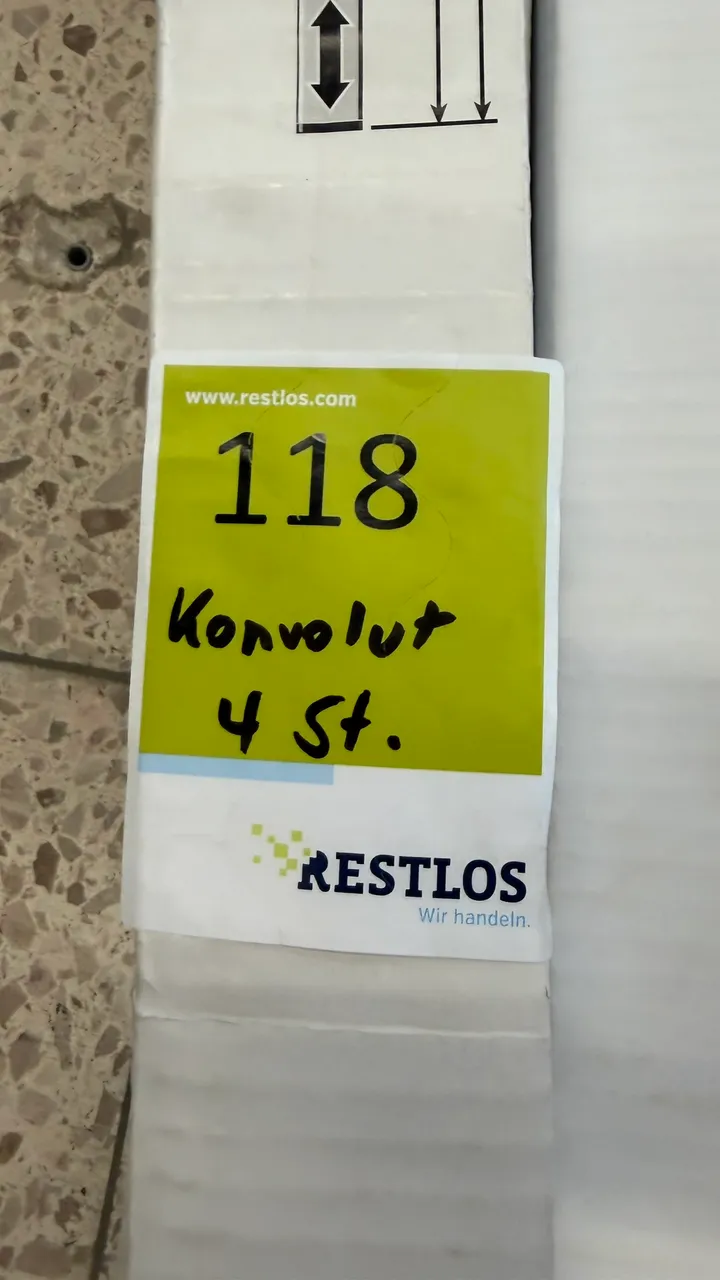 www.restlos.com
118
Konvolut
4 St.
RESTLOS
Wir handeln.